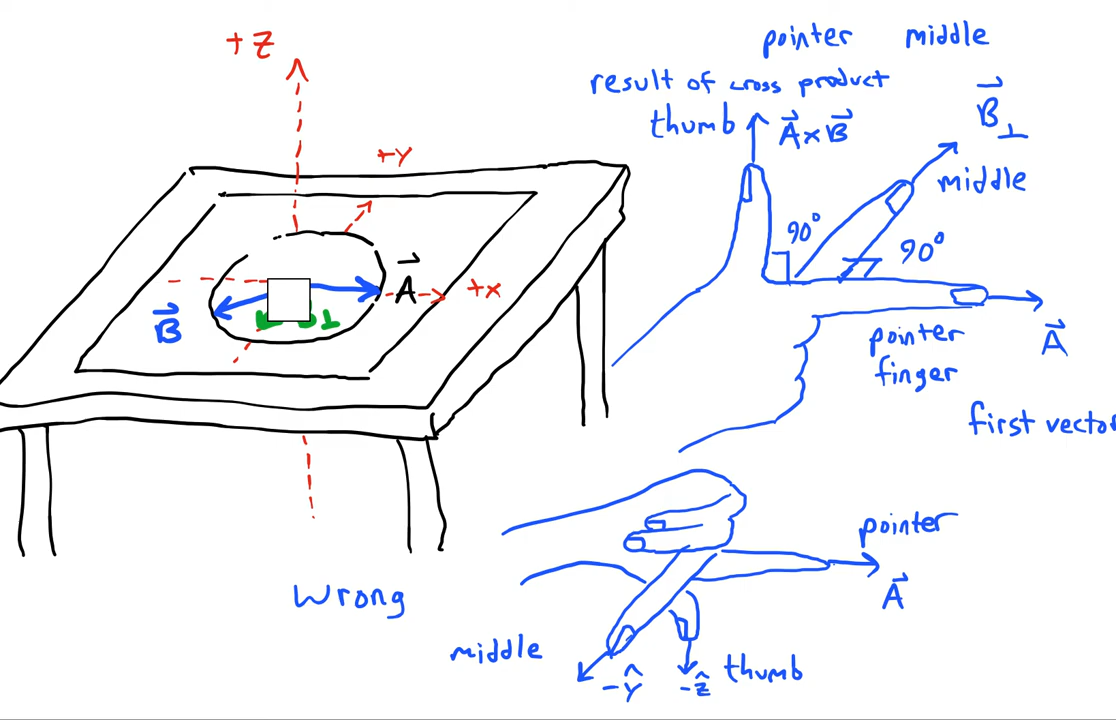 +Z
+Y
+X
A
B
Wrong
pointer middle
result of cross product
thumb A x B
B⊥
middle
90°
90°
A
pointer
finger
first vector
pointer
A
middle
-ŷ
-ẑ
thumb